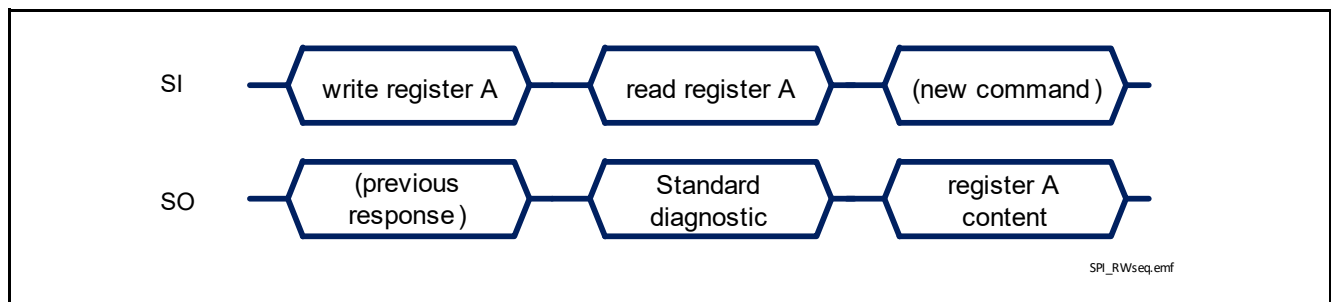 SI
write register A
read register A
(new command)
SO
(previous
response)
Standard
diagnostic
register A
content
SPI_RWseq.emf